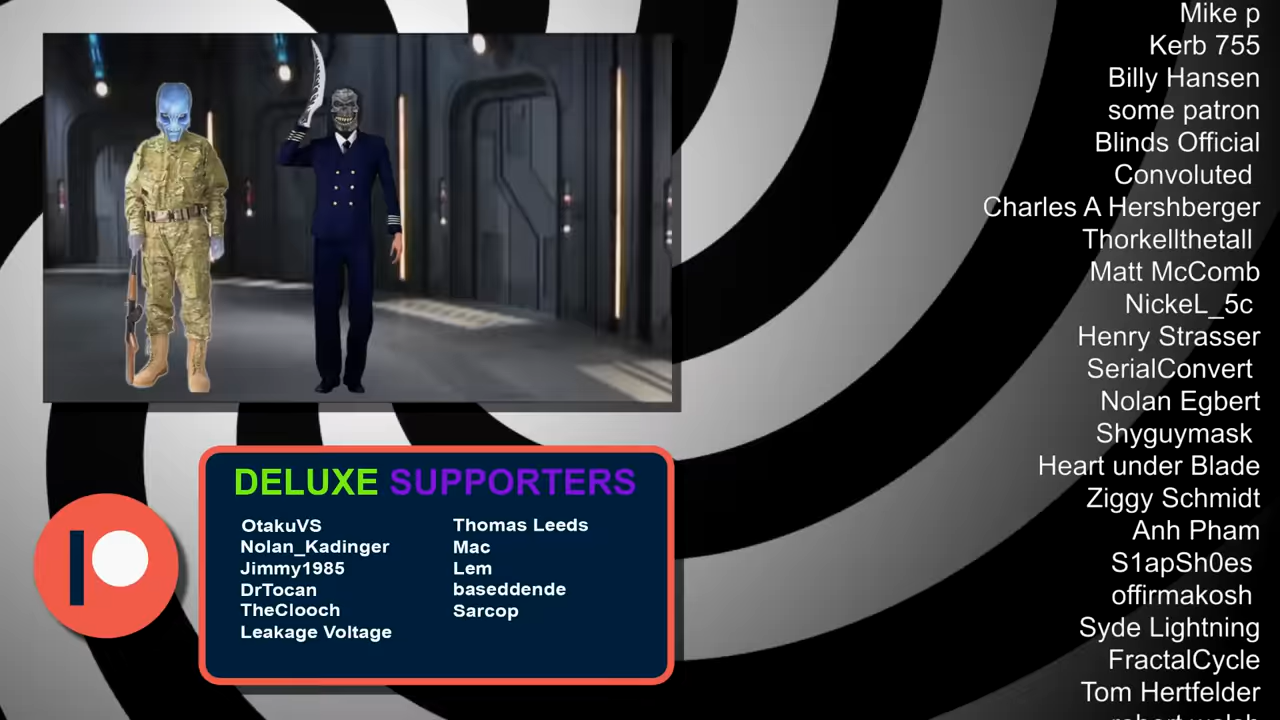 DELUXE SUPPORTERS
OtakuVS
Nolan_Kadinger
Jimmy1985
DrTocan
TheClooch
Leakage Voltage
Thomas Leeds
Mac
Lem
baseddende
Sarcop
Mike p
Kerb 755
Billy Hansen
some patron
Blinds Official
Convoluted
Charles A Hershberger
Thorkellthetall
Matt McComb
NickeL_5c
Henry Strasser
SerialConvert
Nolan Egbert
Shyguymask
Heart under Blade
Ziggy Schmidt
Anh Pham
S1apSh0es
offirmakosh
Syde Lightning
FractalCycle
Tom Hertfelder